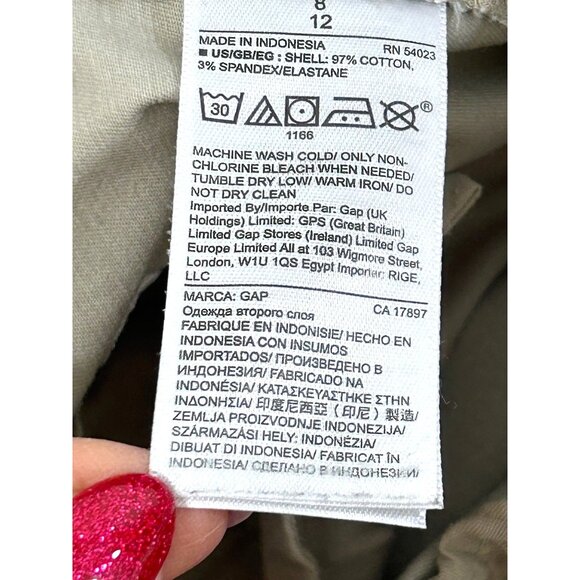 8
12
MADE IN INDONESIA RN 54023
US/GB/EG : SHELL: 97% COTTON,
3% SPANDEX/ELASTANE
30
®
1166
MACHINE WASH COLD/ ONLY NON-
CHLORINE BLEACH WHEN NEEDED/
TUMBLE DRY LOW/ WARM IRON/ DO
NOT DRY CLEAN
Imported By/Importe Par: Gap (UK
Holdings) Limited: GPS (Great Britain)
Limited Gap Stores (Ireland) Limited Gap
Europe Limited All at 103 Wigmore Street,
London, W1U 1QS Egypt Importer: RIGE,
LLC
MARCA: GAP CA 17897
Одежда второго слоя
FABRIQUE EN INDONISIE/ HECHO EN
INDONESIA CON INSUMOS
IMPORTADOS/ ПРОИЗВЕДЕНО В
ИНДОНЕЗИЯ/ FABRICADO NA
INDONÉSIA/ ΚΑΤΑΣΚΕΥΑΣΤΗΚΕ ΣΤΗΝ
ΙΝΔΟΝΗΣΙΑ/ 印度尼西亞 (印尼) 製造/
ZEMLJA PROIZVODNJE INDONEZIJA/
SZÁRMAZÁSI HELY: INDONÉZIA/
DIBUAT DI INDONESIA/ FABRICAT ÎN
INDONESIA/ СДЕЛАНО В ИНДОНЕЗИИ/